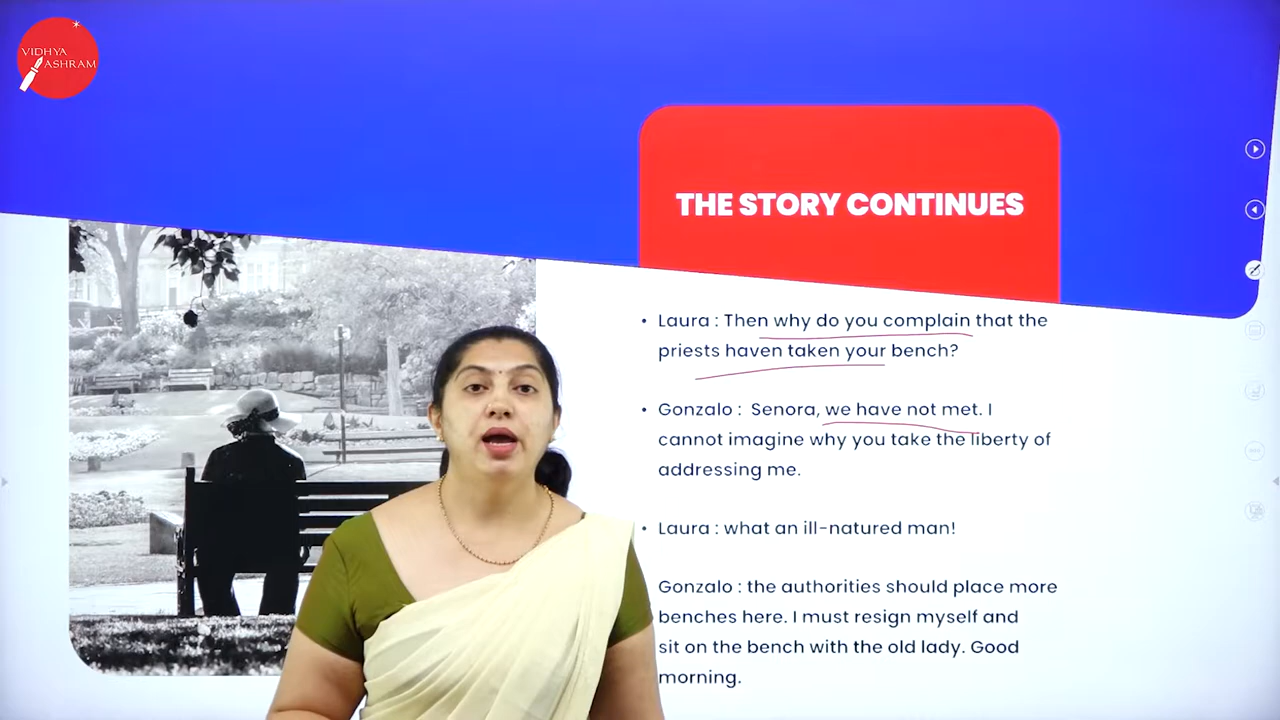 VIDHYA
ASHRAM
THE STORY CONTINUES
• Laura : Then why do you complain that the
priests haven taken your bench?
• Gonzalo : Senora, we have not met. I
cannot imagine why you take the liberty of
addressing me.
• Laura : what an ill-natured man!
Gonzalo : the authorities should place more
benches here. I must resign myself and
sit on the bench with the old lady. Good
morning.